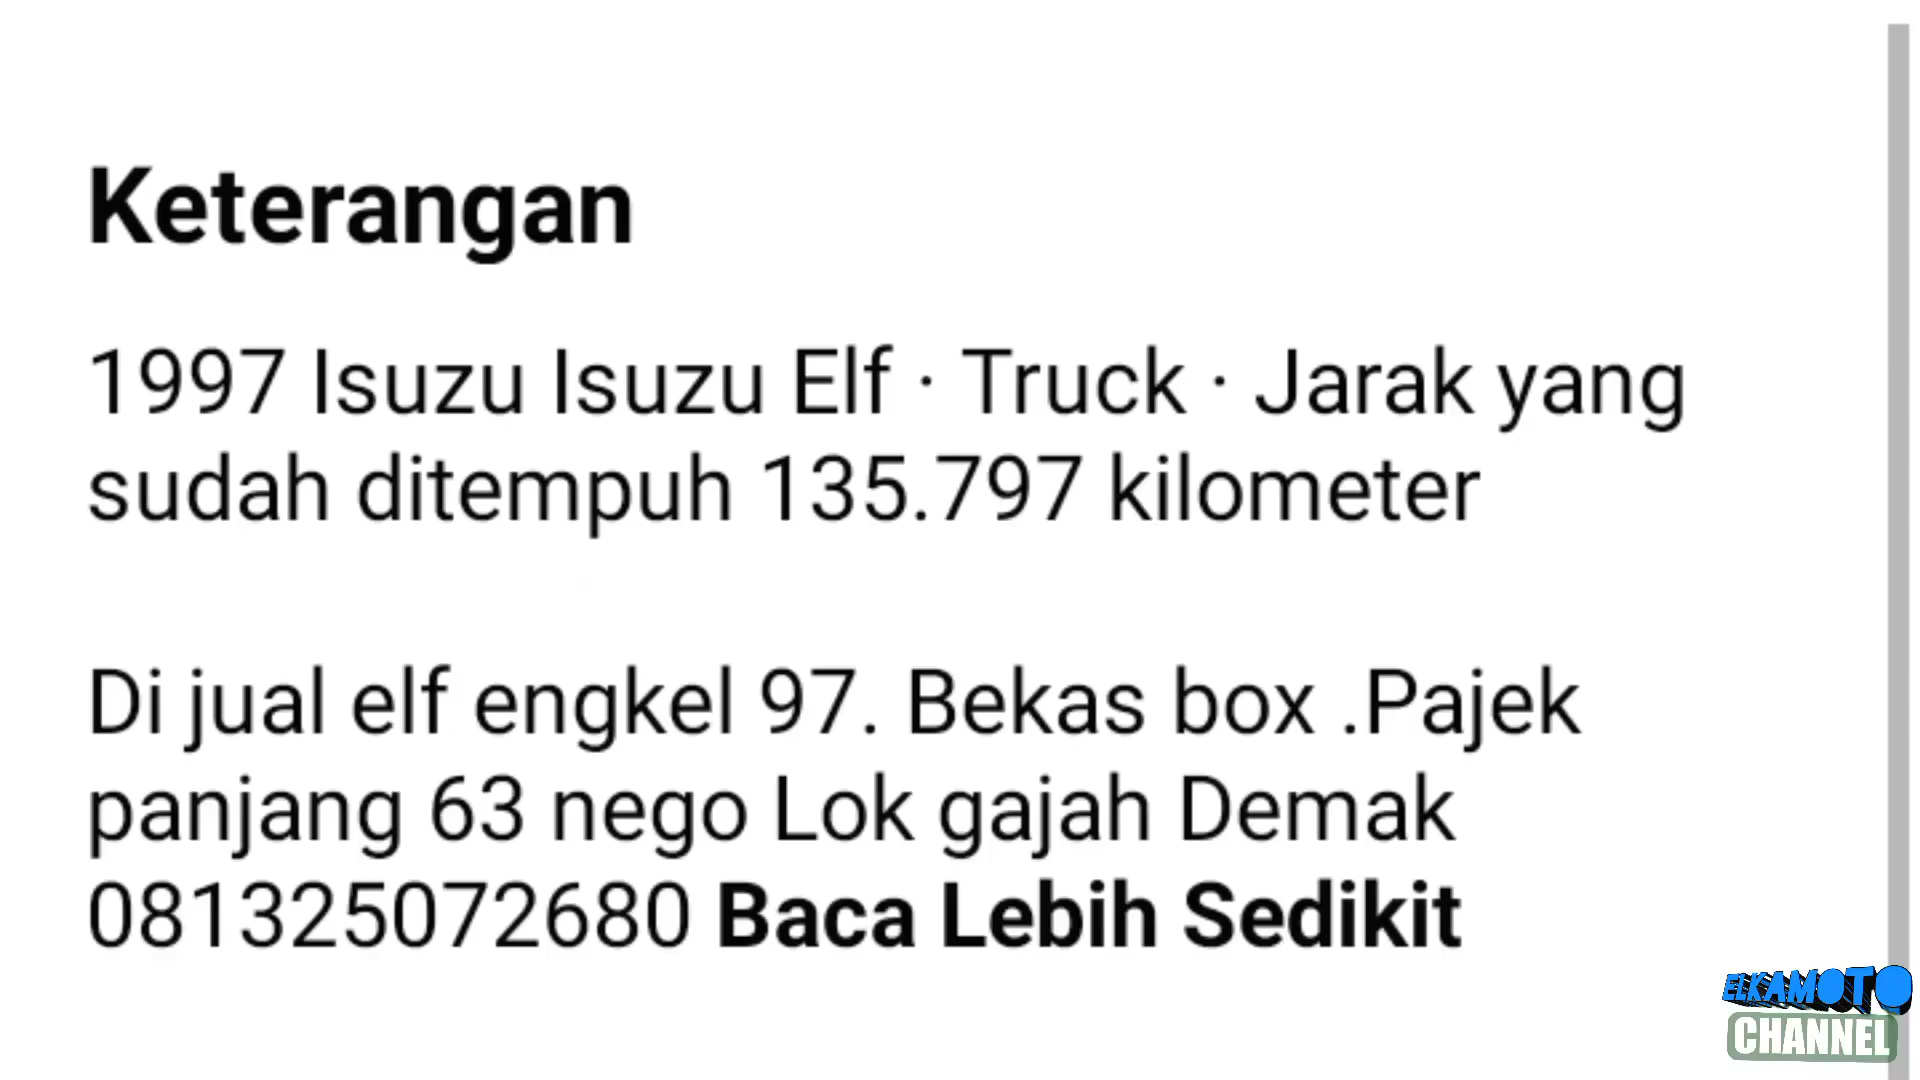 Keterangan
1997 Isuzu Isuzu Elf · Truck · Jarak yang
sudah ditempuh 135.797 kilometer
Di jual elf engkel 97. Bekas box .Pajek
panjang 63 nego Lok gajah Demak
081325072680 Baca Lebih Sedikit
ELKAMOTO
CHANNEL